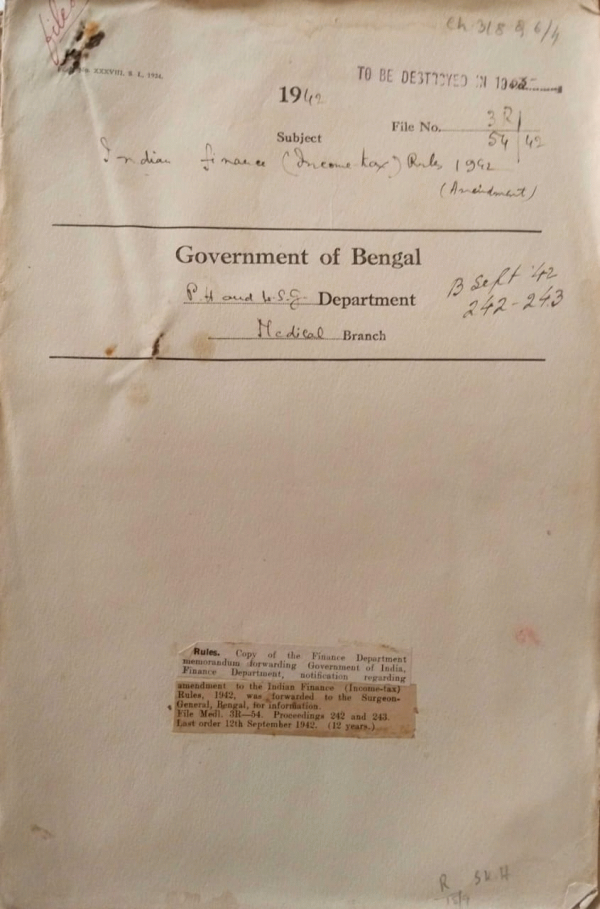 filed
Ch. 318 B 6/4
XXXVIII. S. I., 1934.
TO BE DESTROYED IN
1942
File No. 3R/54/42
Subject
Indian Finance (Income-tax) Rules 1942
(Amendment)
Government of Bengal
P.H and L.S.G Department
B Sept '42
242-243
Medical Branch
Rules. Copy of the Finance Department
memorandum forwarding Government of India,
Finance Department, notification regarding
amendment to the Indian Finance (Income-tax)
Rules, 1942, was forwarded to the Surgeon-
General, Bengal, for information.
File Medl. 3R—54. Proceedings 242 and 243.
Last order 12th September 1942. (12 years.)
R